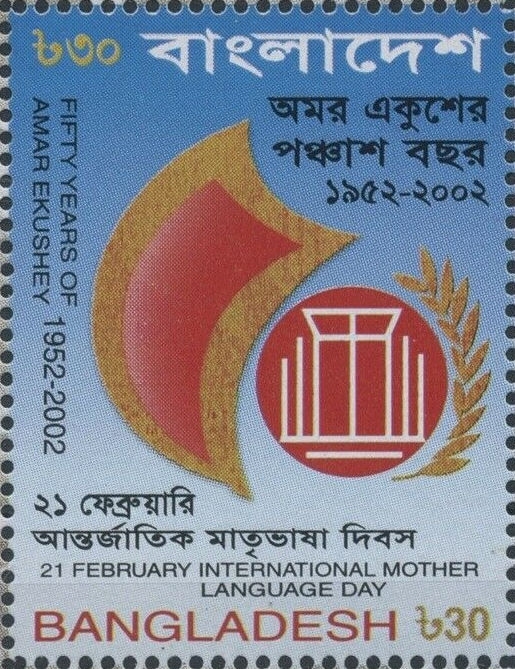 ৳৩০ বাংলাদেশ
অমর একুশের
পঞ্চাশ বছর
১৯৫২-২০০২
FIFTY YEARS OF
AMAR EKUSHEY 1952-2002
২১ ফেব্রুয়ারি
আন্তর্জাতিক মাতৃভাষা দিবস
21 FEBRUARY INTERNATIONAL MOTHER
LANGUAGE DAY
BANGLADESH ৳30